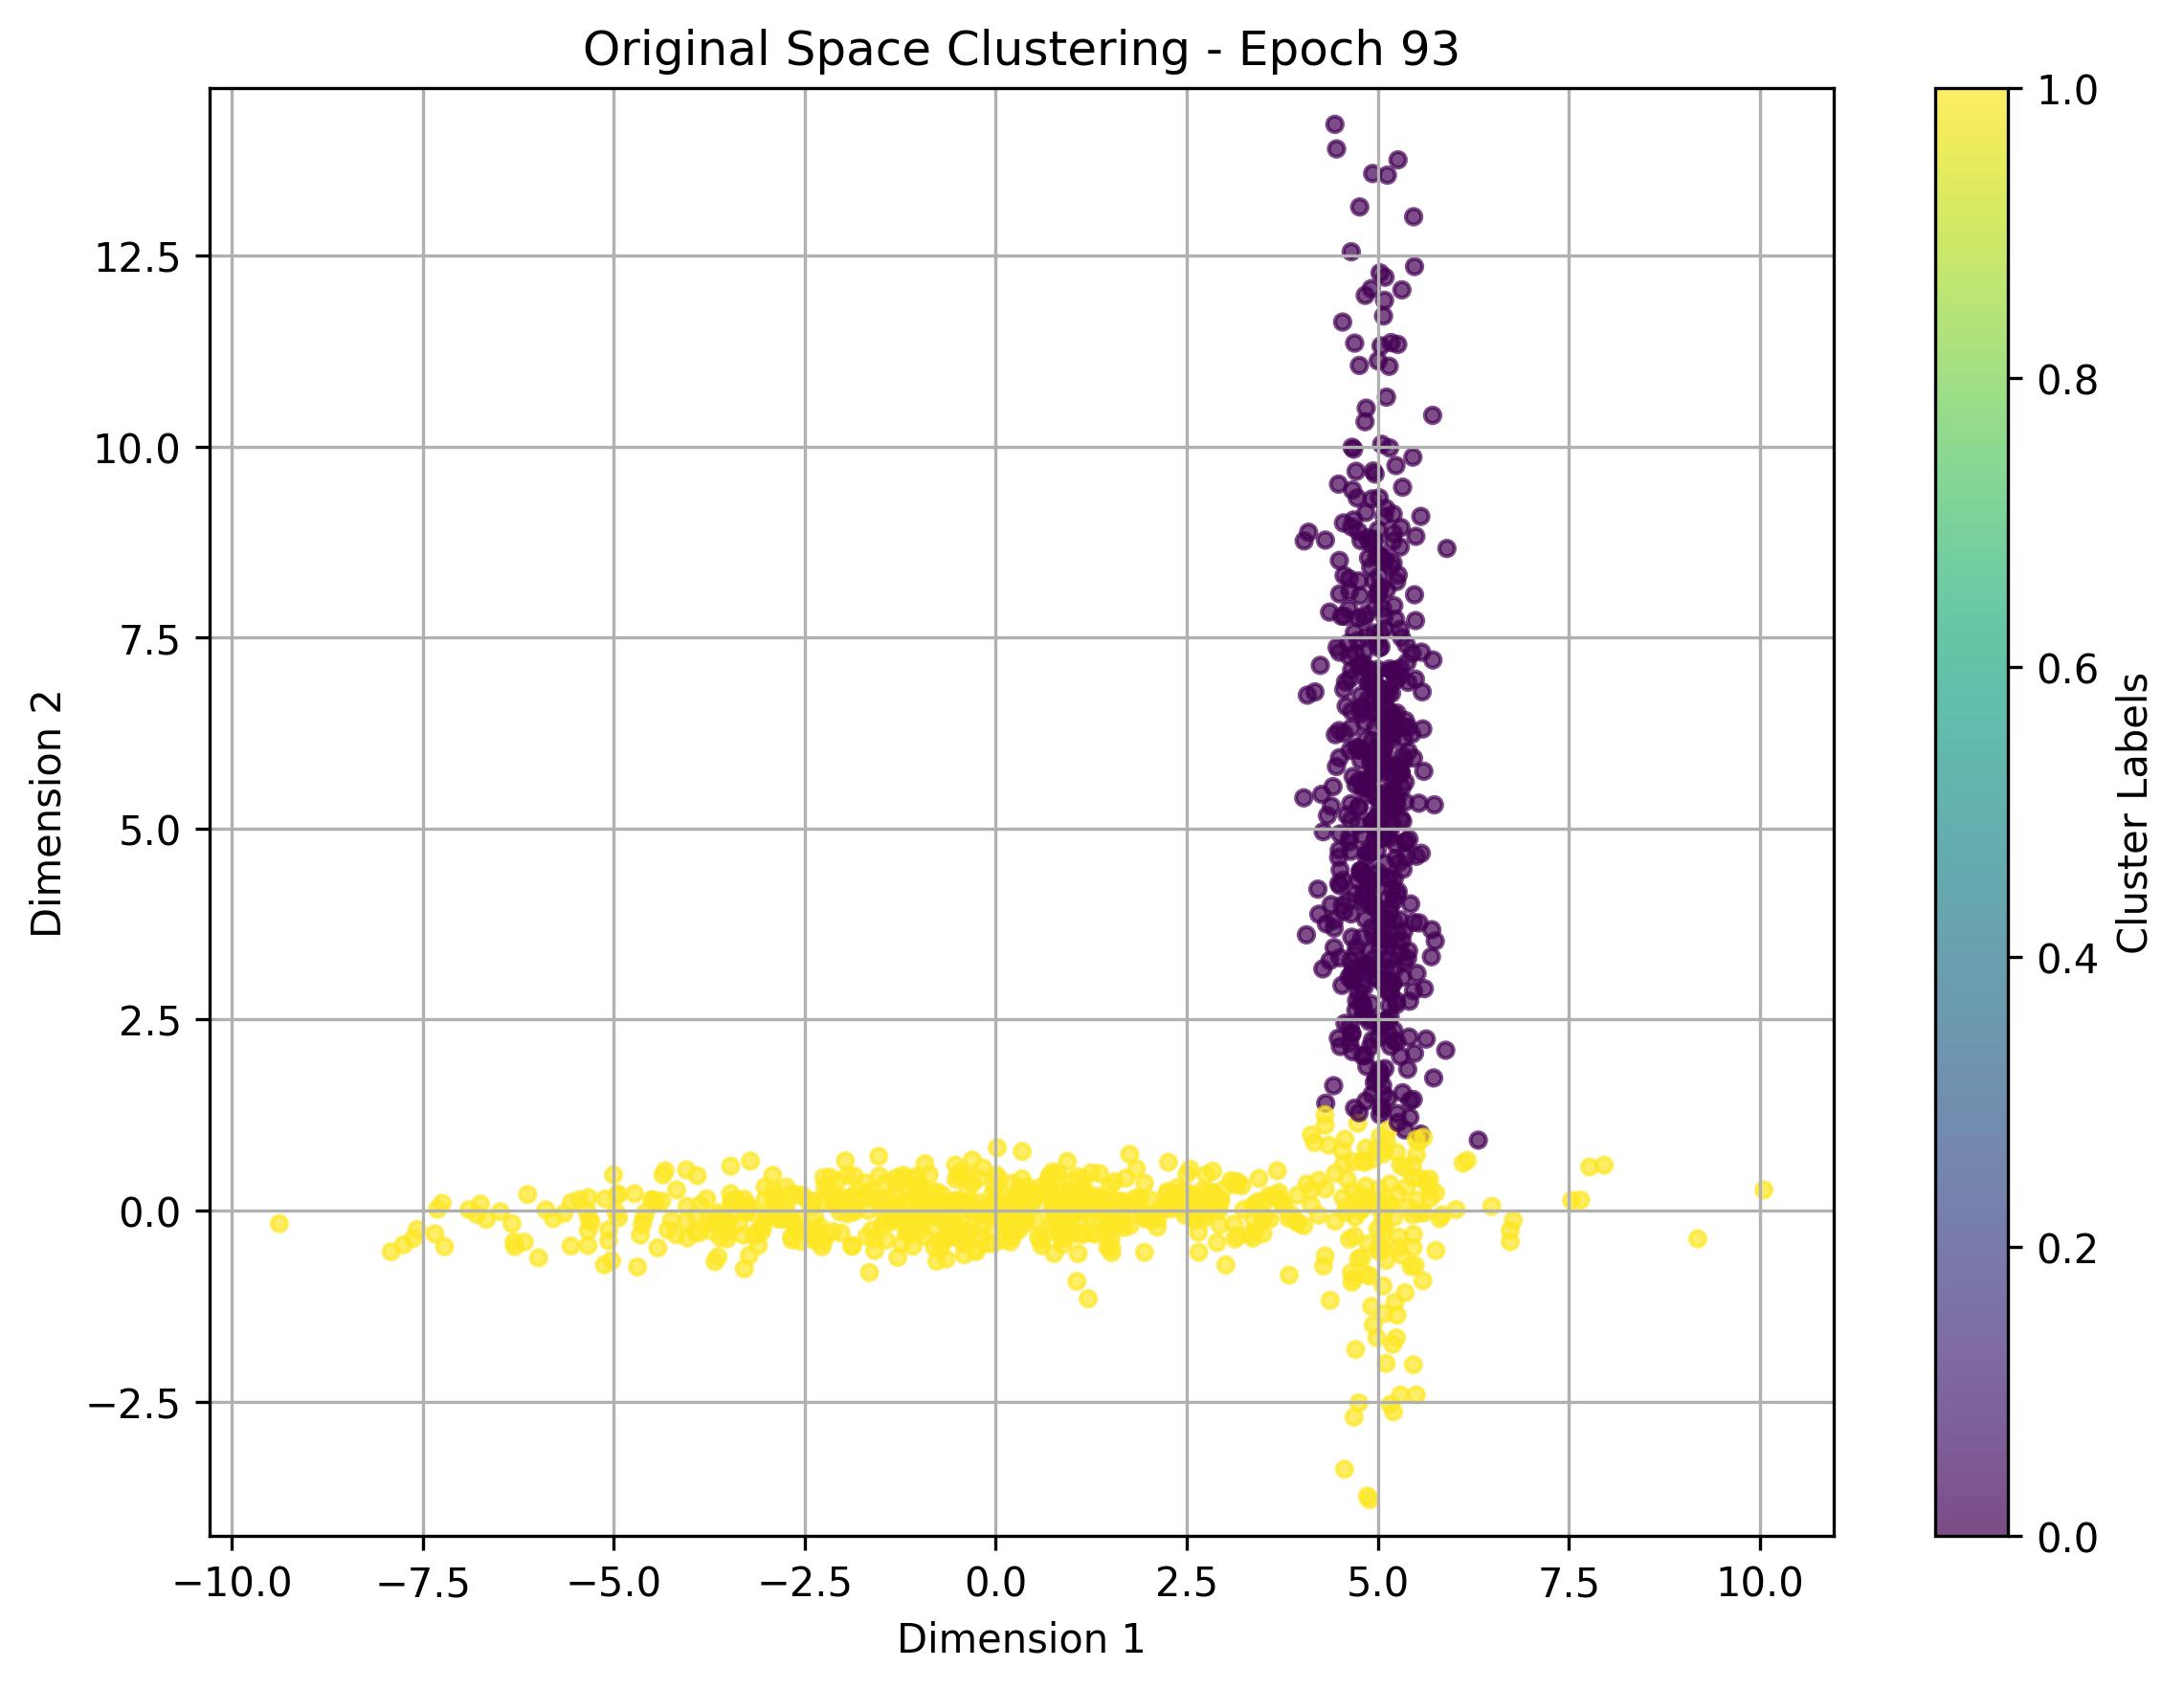 Original Space Clustering - Epoch 93
Dimension 2
12.5
10.0
7.5
5.0
2.5
0.0
−2.5
−10.0 −7.5 −5.0 −2.5 0.0 2.5 5.0 7.5 10.0
Dimension 1
1.0
0.8
0.6
0.4
0.2
0.0
Cluster Labels